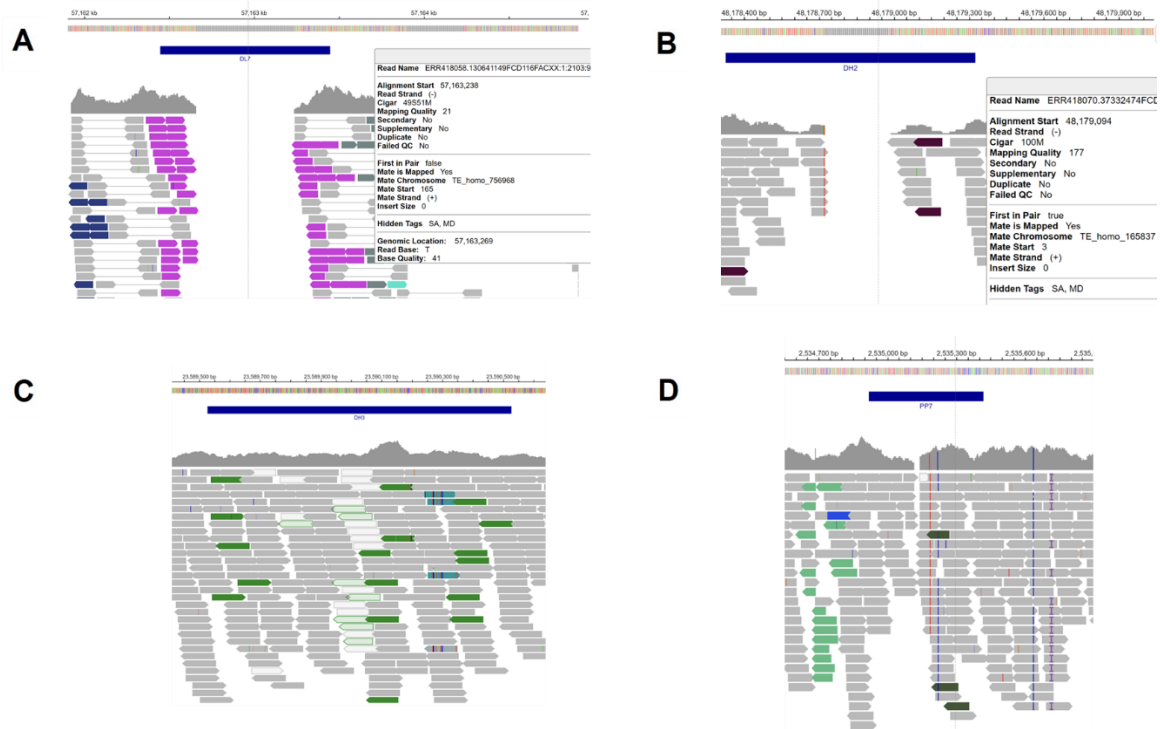 A
57,162 kb
57,163 kb
57,164 kb
57,
DL7
Read Name ERR418058.130641149FCD116FACXX:1:2103:9
Alignment Start 57,163,238
Read Strand (-)
Cigar 49S51M
Mapping Quality 21
Secondary No
Supplementary No
Duplicate No
Failed QC No
First in Pair false
Mate is Mapped Yes
Mate Chromosome TE_homo_756968
Mate Start 165
Mate Strand (+)
Insert Size 0
Hidden Tags SA, MD
Genomic Location: 57,163,269
Read Base: T
Base Quality: 41
B
48,178,400 bp
48,178,700 bp
48,179,000 bp
48,179,300 bp
48,179,600 bp
48,179,900 bp
DH2
Read Name ERR418070.37332474FCD
Alignment Start 48,179,094
Read Strand (-)
Cigar 100M
Mapping Quality 177
Secondary No
Supplementary No
Duplicate No
Failed QC No
First in Pair true
Mate is Mapped Yes
Mate Chromosome TE_homo_165837
Mate Start 3
Mate Strand (+)
Insert Size 0
Hidden Tags SA, MD
C
23,589,500 bp
23,589,700 bp
23,589,900 bp
23,590,100 bp
23,590,300 bp
23,590,500 bp
DH3
D
2,534,700 bp
2,535,000 bp
2,535,300 bp
2,535,600 bp
2,535,
PP7